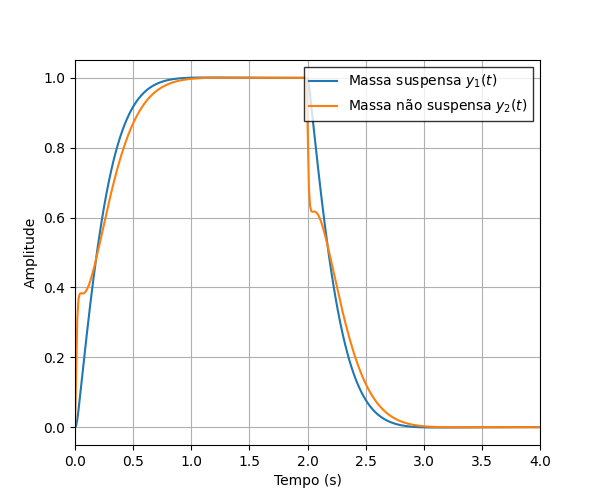 Massa suspensa y₁(t)
Massa não suspensa y₂(t)
1.0
0.8
0.6
0.4
0.2
0.0
Amplitude
0.0 0.5 1.0 1.5 2.0 2.5 3.0 3.5 4.0
Tempo (s)